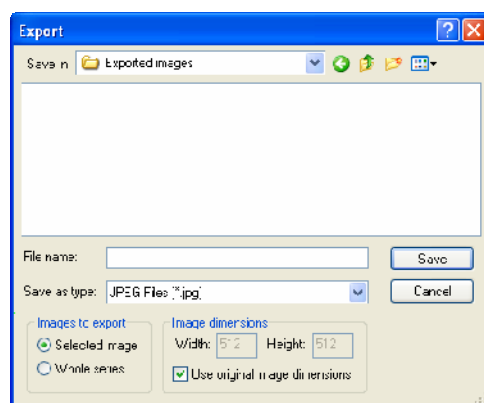 Export
Save in Exported images
File name:
Save
Save as type: JPEG Files (*.jpg)
Cancel
Images to export
Selected image
Whole series
Image dimensions
Width: 512 Height: 512
Use original image dimensions